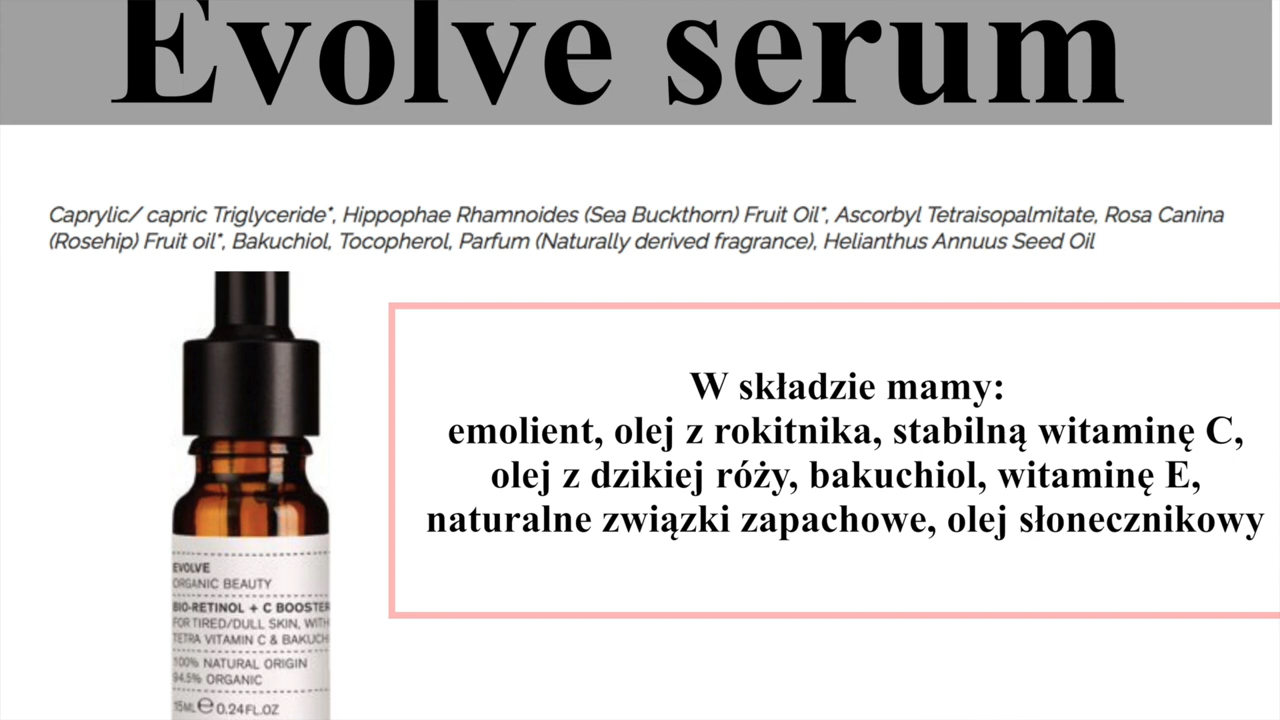 Evolve serum
Caprylic/ capric Triglyceride*, Hippophae Rhamnoides (Sea Buckthorn) Fruit Oil*, Ascorbyl Tetraisopalmitate, Rosa Canina
(Rosehip) Fruit oil*, Bakuchiol, Tocopherol, Parfum (Naturally derived fragrance), Helianthus Annuus Seed Oil
W składzie mamy:
emolient, olej z rokitnika, stabilną witaminę C,
olej z dzikiej róży, bakuchiol, witaminę E,
naturalne związki zapachowe, olej słonecznikowy
EVOLVE
ORGANIC BEAUTY
BIO-RETINOL + C BOOSTER
FOR TIRED/DULL SKIN, WITH
TETRA VITAMIN C & BAKUCH
100% NATURAL ORIGIN
94.5% ORGANIC
15ML ℮ 0.24FL.OZ